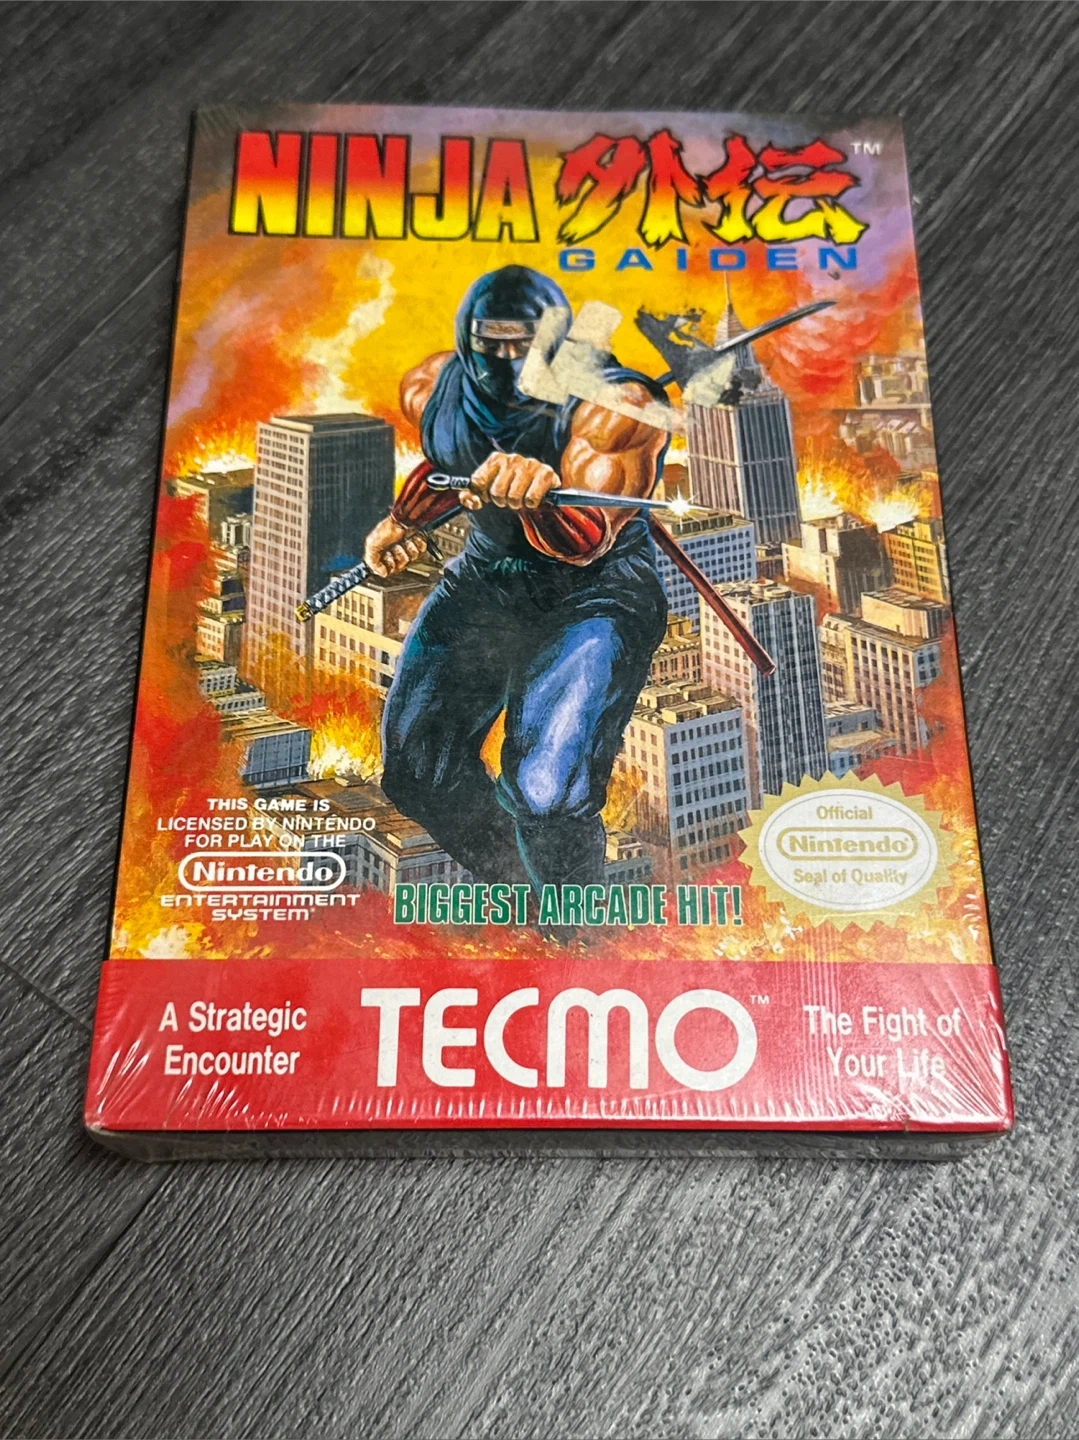 NINJA 外伝 TM
GAIDEN
THIS GAME IS
LICENSED BY NINTENDO
FOR PLAY ON THE
Nintendo
ENTERTAINMENT
SYSTEM
BIGGEST ARCADE HIT!
Official
Nintendo
Seal of Quality
A Strategic
Encounter
TECMO TM
The Fight of
Your Life